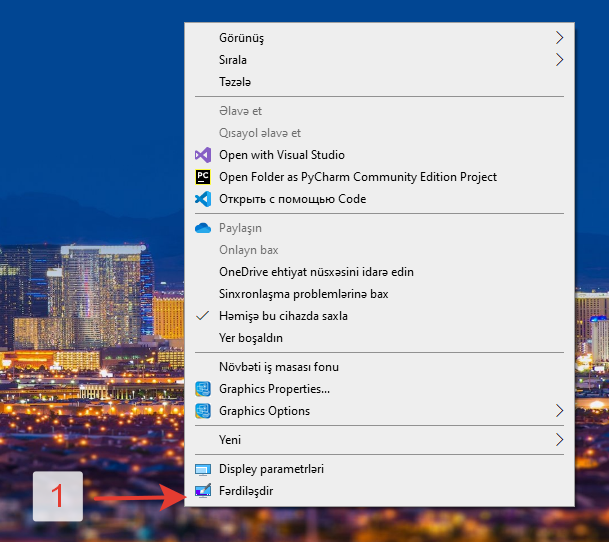 Görünüş
Sırala
Təzələ
Əlavə et
Qısayol əlavə et
Open with Visual Studio
PC Open Folder as PyCharm Community Edition Project
Открыть с помощью Code
Paylaşın
Onlayn bax
OneDrive ehtiyat nüsxəsini idarə edin
Sinxronlaşma problemlərinə bax
Həmişə bu cihazda saxla
Yer boşaldın
Növbəti iş masası fonu
Graphics Properties...
Graphics Options
Yeni
Displey parametrləri
1 Fərdiləşdir